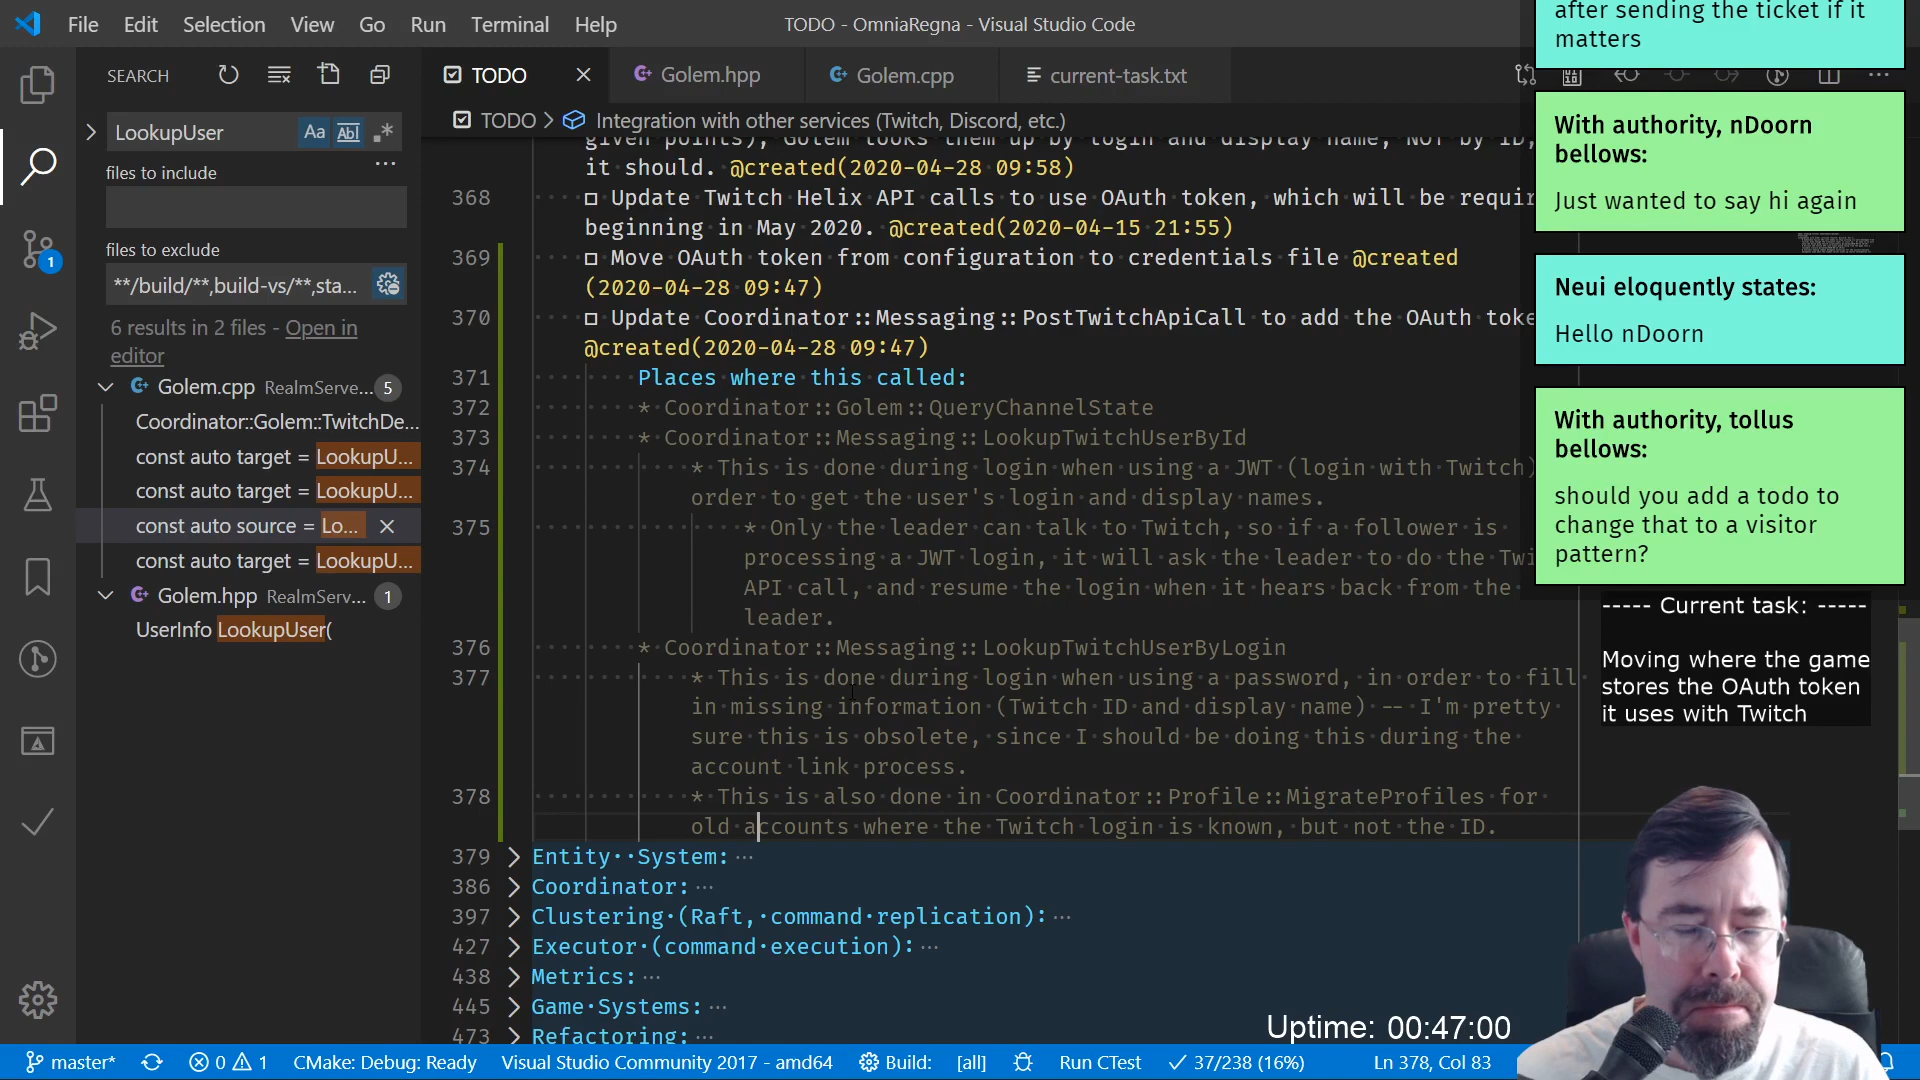 File Edit Selection View Go Run Terminal Help
TODO - OmniaRegna - Visual Studio Code
SEARCH
TODO
Golem.hpp
Golem.cpp
current-task.txt
LookupUser
Aa Abl .*
files to include
files to exclude
**/build/**,build-vs/**,sta...
6 results in 2 files - Open in
editor
Golem.cpp RealmServe... 5
Coordinator::Golem::TwitchDe...
const auto target = LookupU...
const auto target = LookupU...
const auto source = Lo...
const auto target = LookupU...
Golem.hpp RealmServ... 1
UserInfo LookupUser(
1
TODO > Integration with other services (Twitch, Discord, etc.)
given points), Golem looks them up by login and display name, NOT by ID,
it should. @created(2020-04-28 09:58)
368 □ Update Twitch Helix API calls to use OAuth token, which will be requir
beginning in May 2020. @created(2020-04-15 21:55)
369 □ Move OAuth token from configuration to credentials file @created
(2020-04-28 09:47)
370 □ Update Coordinator::Messaging::PostTwitchApiCall to add the OAuth toke
@created(2020-04-28 09:47)
371 Places where this called:
372 * Coordinator::Golem::QueryChannelState
373 * Coordinator::Messaging::LookupTwitchUserById
374 * This is done during login when using a JWT (login with Twitch)
order to get the user's login and display names.
375 * Only the leader can talk to Twitch, so if a follower is
processing a JWT login, it will ask the leader to do the Twi
API call, and resume the login when it hears back from the
leader.
376 * Coordinator::Messaging::LookupTwitchUserByLogin
377 * This is done during login when using a password, in order to fill
in missing information (Twitch ID and display name) -- I'm pretty
sure this is obsolete, since I should be doing this during the
account link process.
378 * This is also done in Coordinator::Profile::MigrateProfiles for
old accounts where the Twitch login is known, but not the ID.
379 Entity System: ...
386 Coordinator: ...
397 Clustering (Raft, command replication): ...
427 Executor (command execution): ...
438 Metrics: ...
445 Game Systems: ...
473 Refactoring: ...
after sending the ticket if it
matters
With authority, nDoorn
bellows:
Just wanted to say hi again
Neui eloquently states:
Hello nDoorn
With authority, tollus
bellows:
should you add a todo to
change that to a visitor
pattern?
----- Current task: -----
Moving where the game
stores the OAuth token
it uses with Twitch
Uptime: 00:47:00
master* 0 1 CMake: Debug: Ready Visual Studio Community 2017 - amd64 Build: [all] Run CTest 37/238 (16%) Ln 378, Col 83